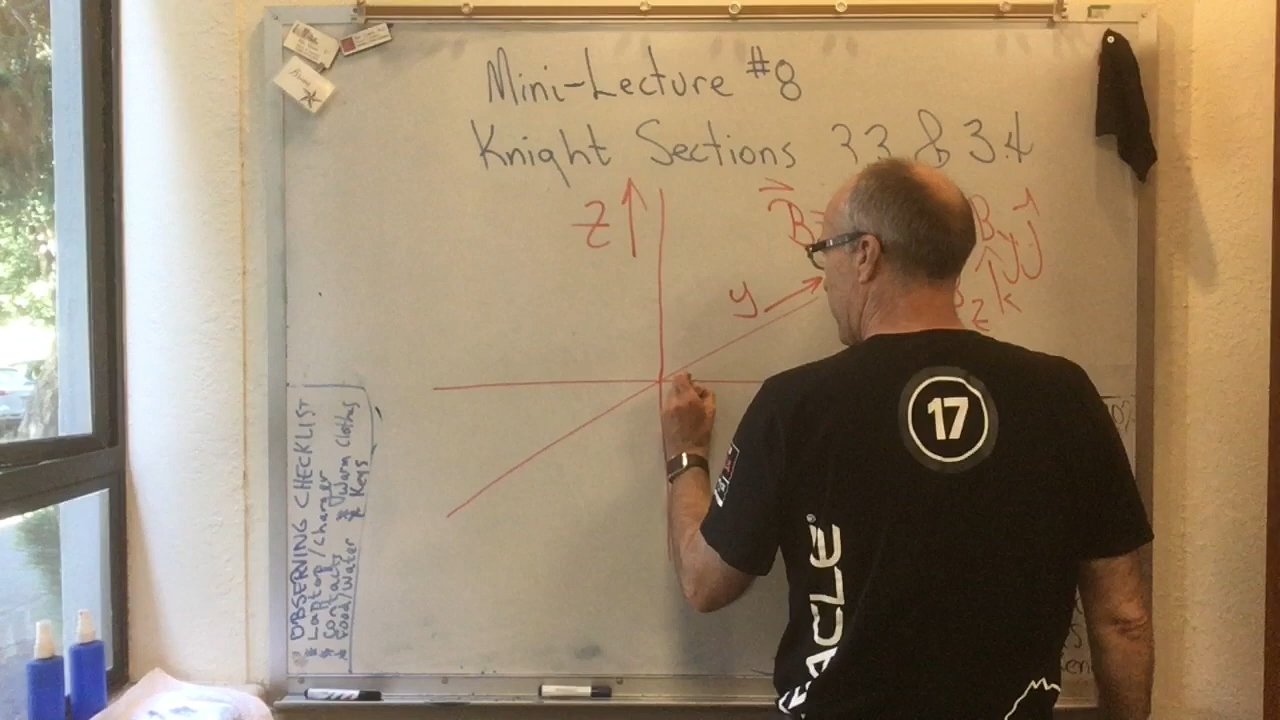 Mini-Lecture #8
Knight Sections 3.3 & 3.4
Z
B
y
B y j
z k
17
ORACLE
OBSERVING CHECKLIST
* Laptop/Charger
* Contacts * Warm Clothes
* Food/Water * Keys